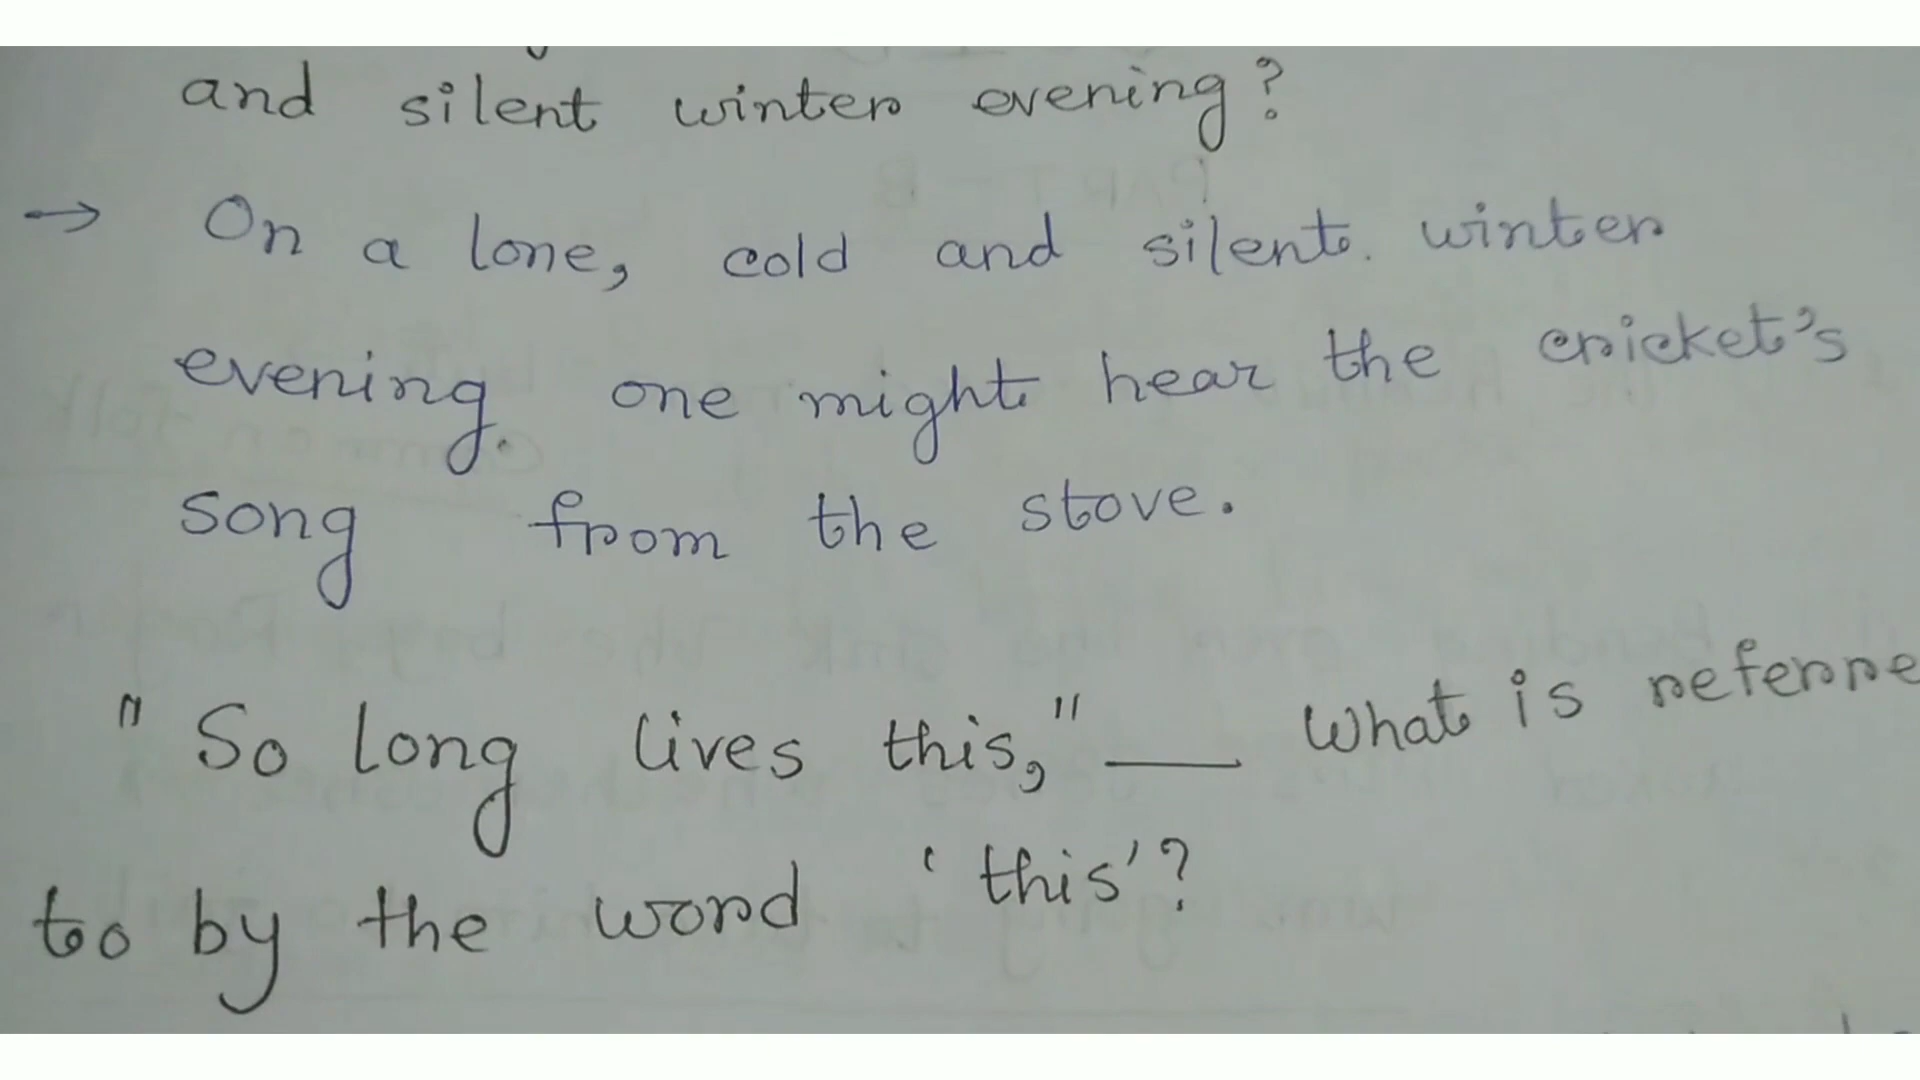 and silent winter evening?
→ On a lone, cold and silent winter
evening. one might hear the cricket's
song from the stove.
"So long lives this," — What is referre
to by the word 'this'?